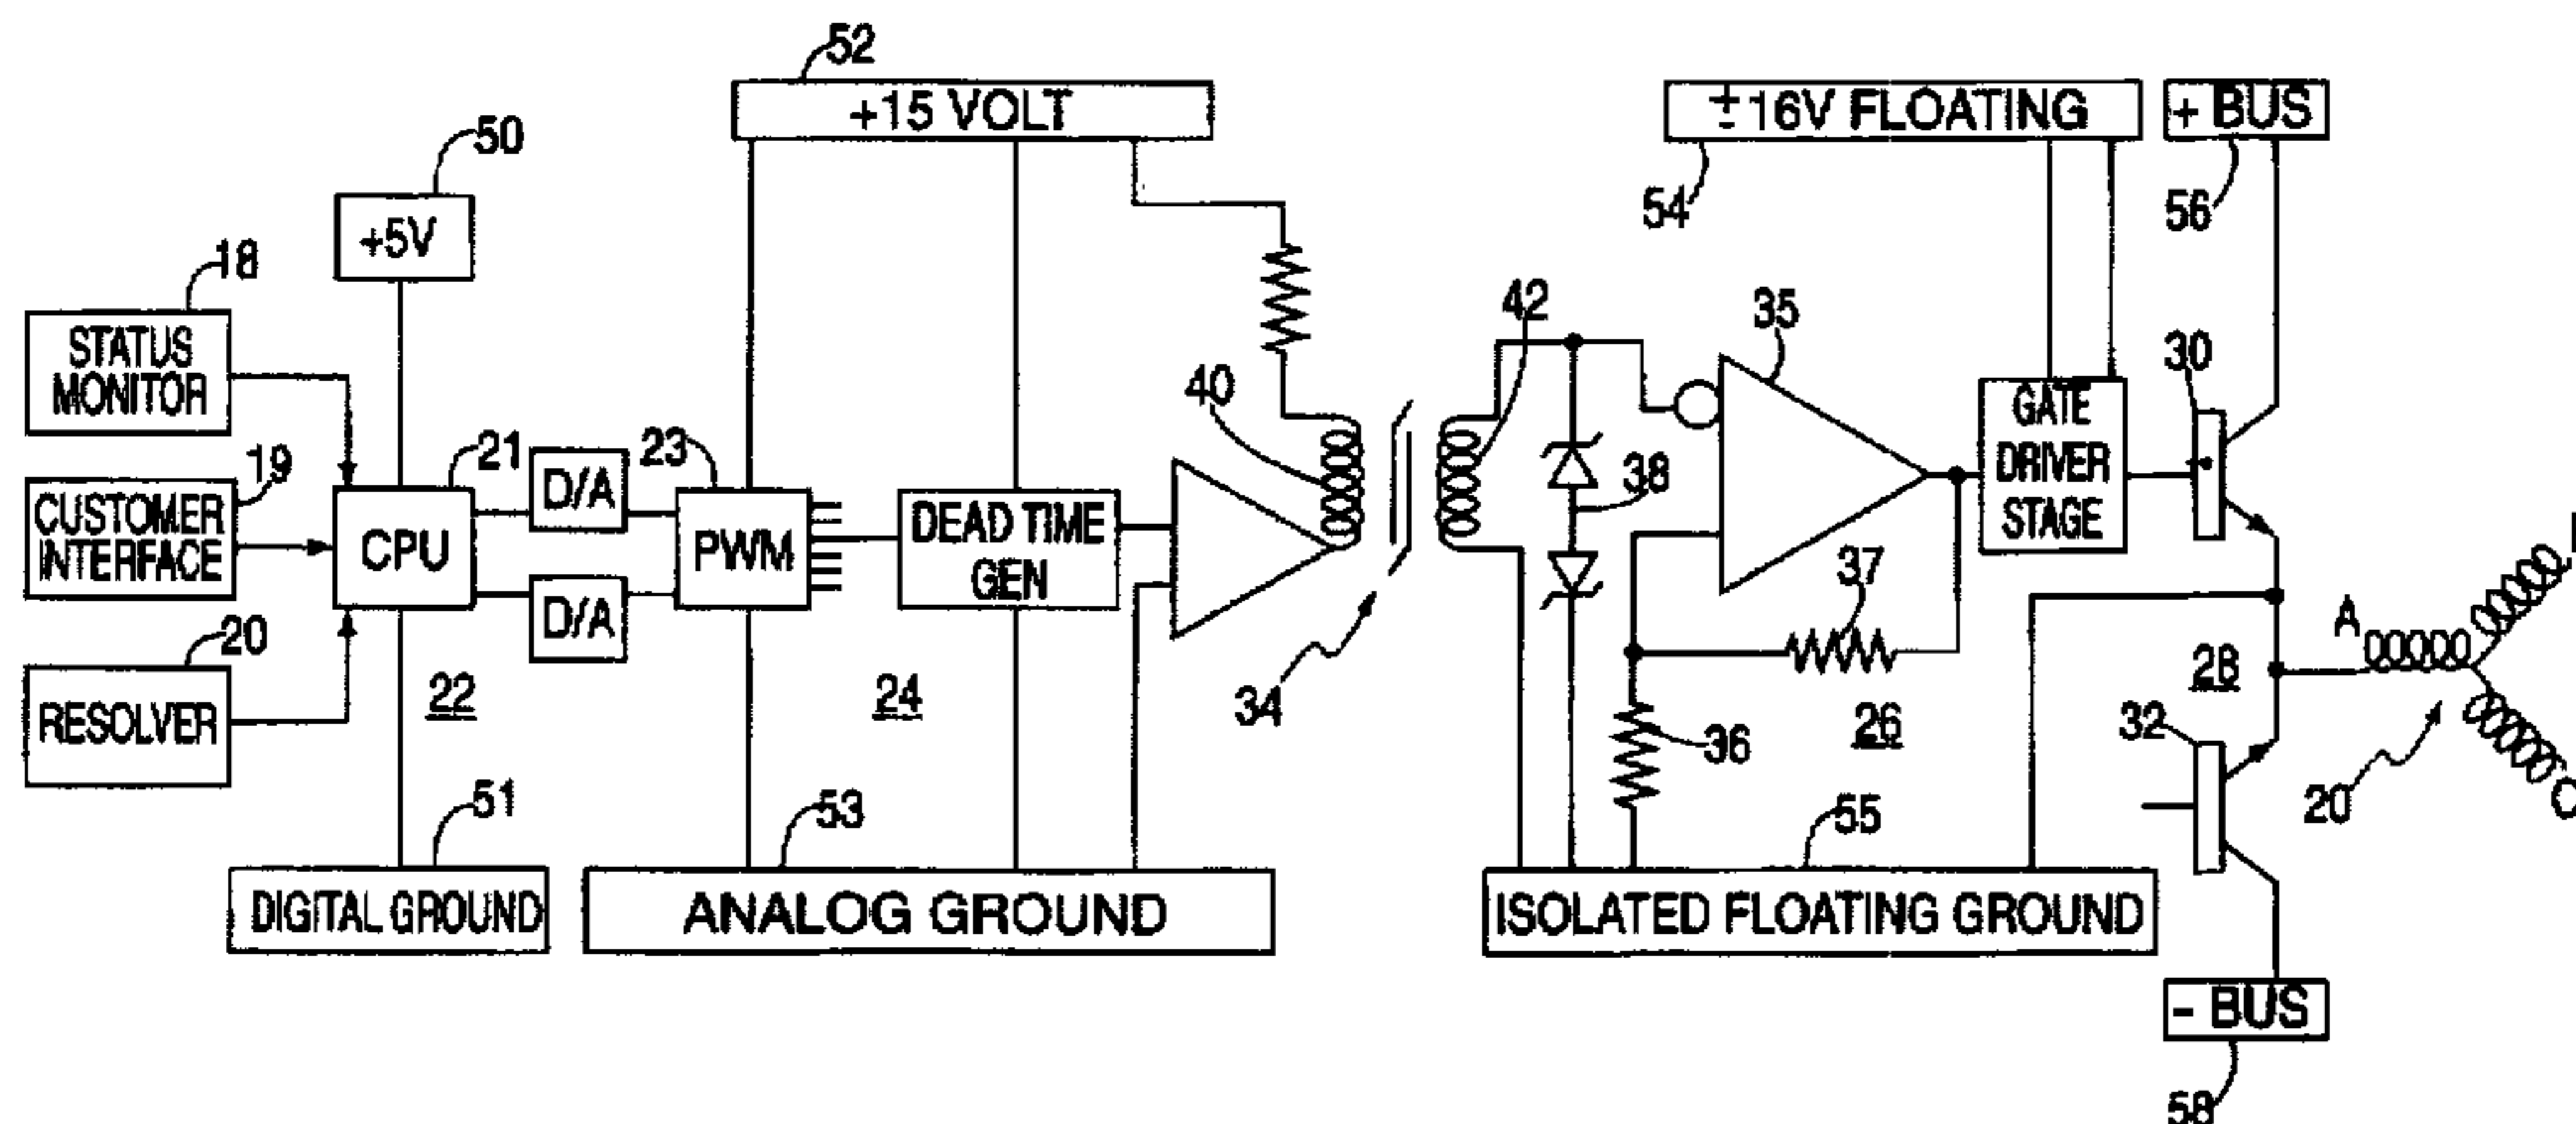 52
+15 VOLT
± 16V FLOATING
+ BUS
50
54
56
+5V
18
STATUS
MONITOR
42
35
30
40
GATE
DRIVER
STAGE
19
CUSTOMER
INTERFACE
21
D/A
23
38
CPU
PWM
DEAD TIME
GEN
D/A
37
20
RESOLVER
22
24
34
36
26
28
A
32
20
C
51
53
55
DIGITAL GROUND
ANALOG GROUND
ISOLATED FLOATING GROUND
- BUS
58